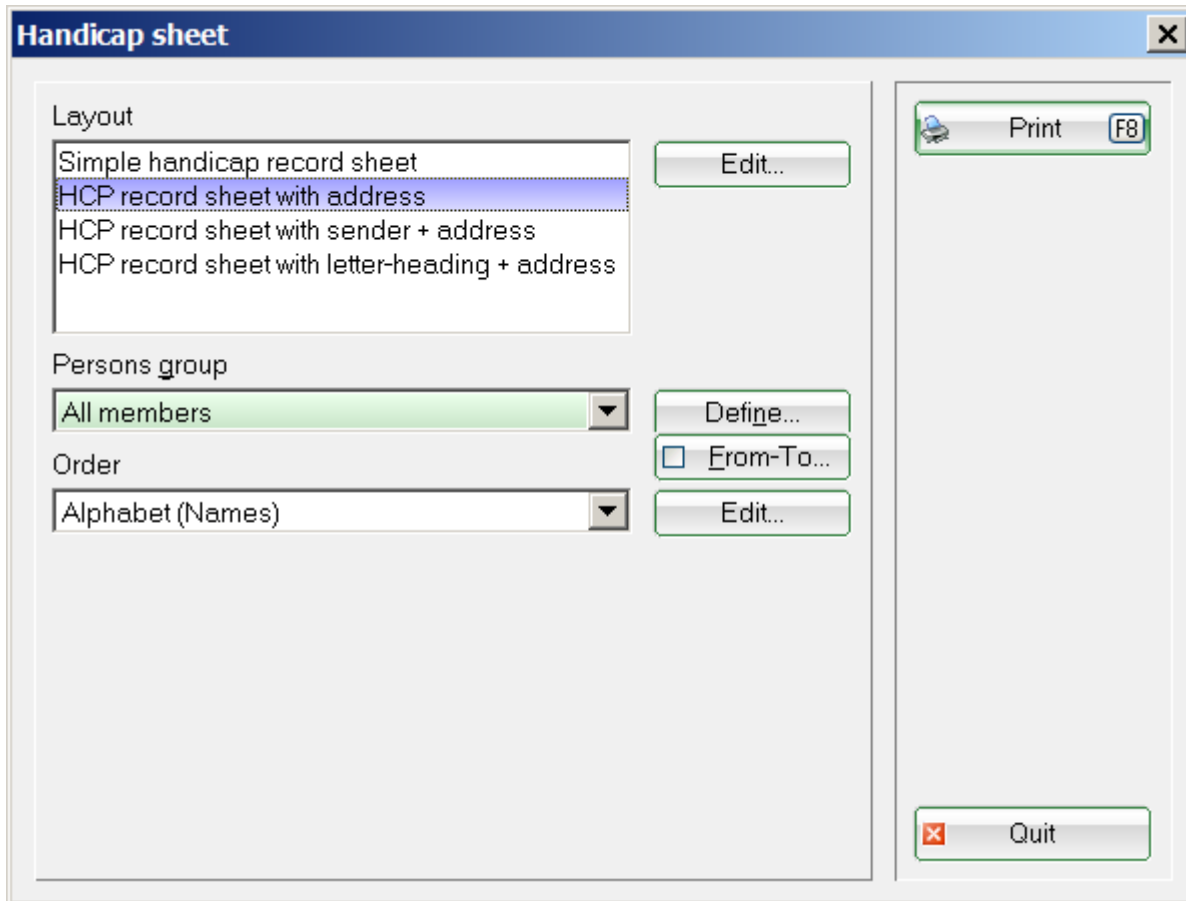 Handicap sheet
Layout
Simple handicap record sheet
HCP record sheet with address
HCP record sheet with sender + address
HCP record sheet with letter-heading + address
Edit...
Persons group
All members
Define...
From-To...
Order
Alphabet (Names)
Edit...
Print F8
Quit